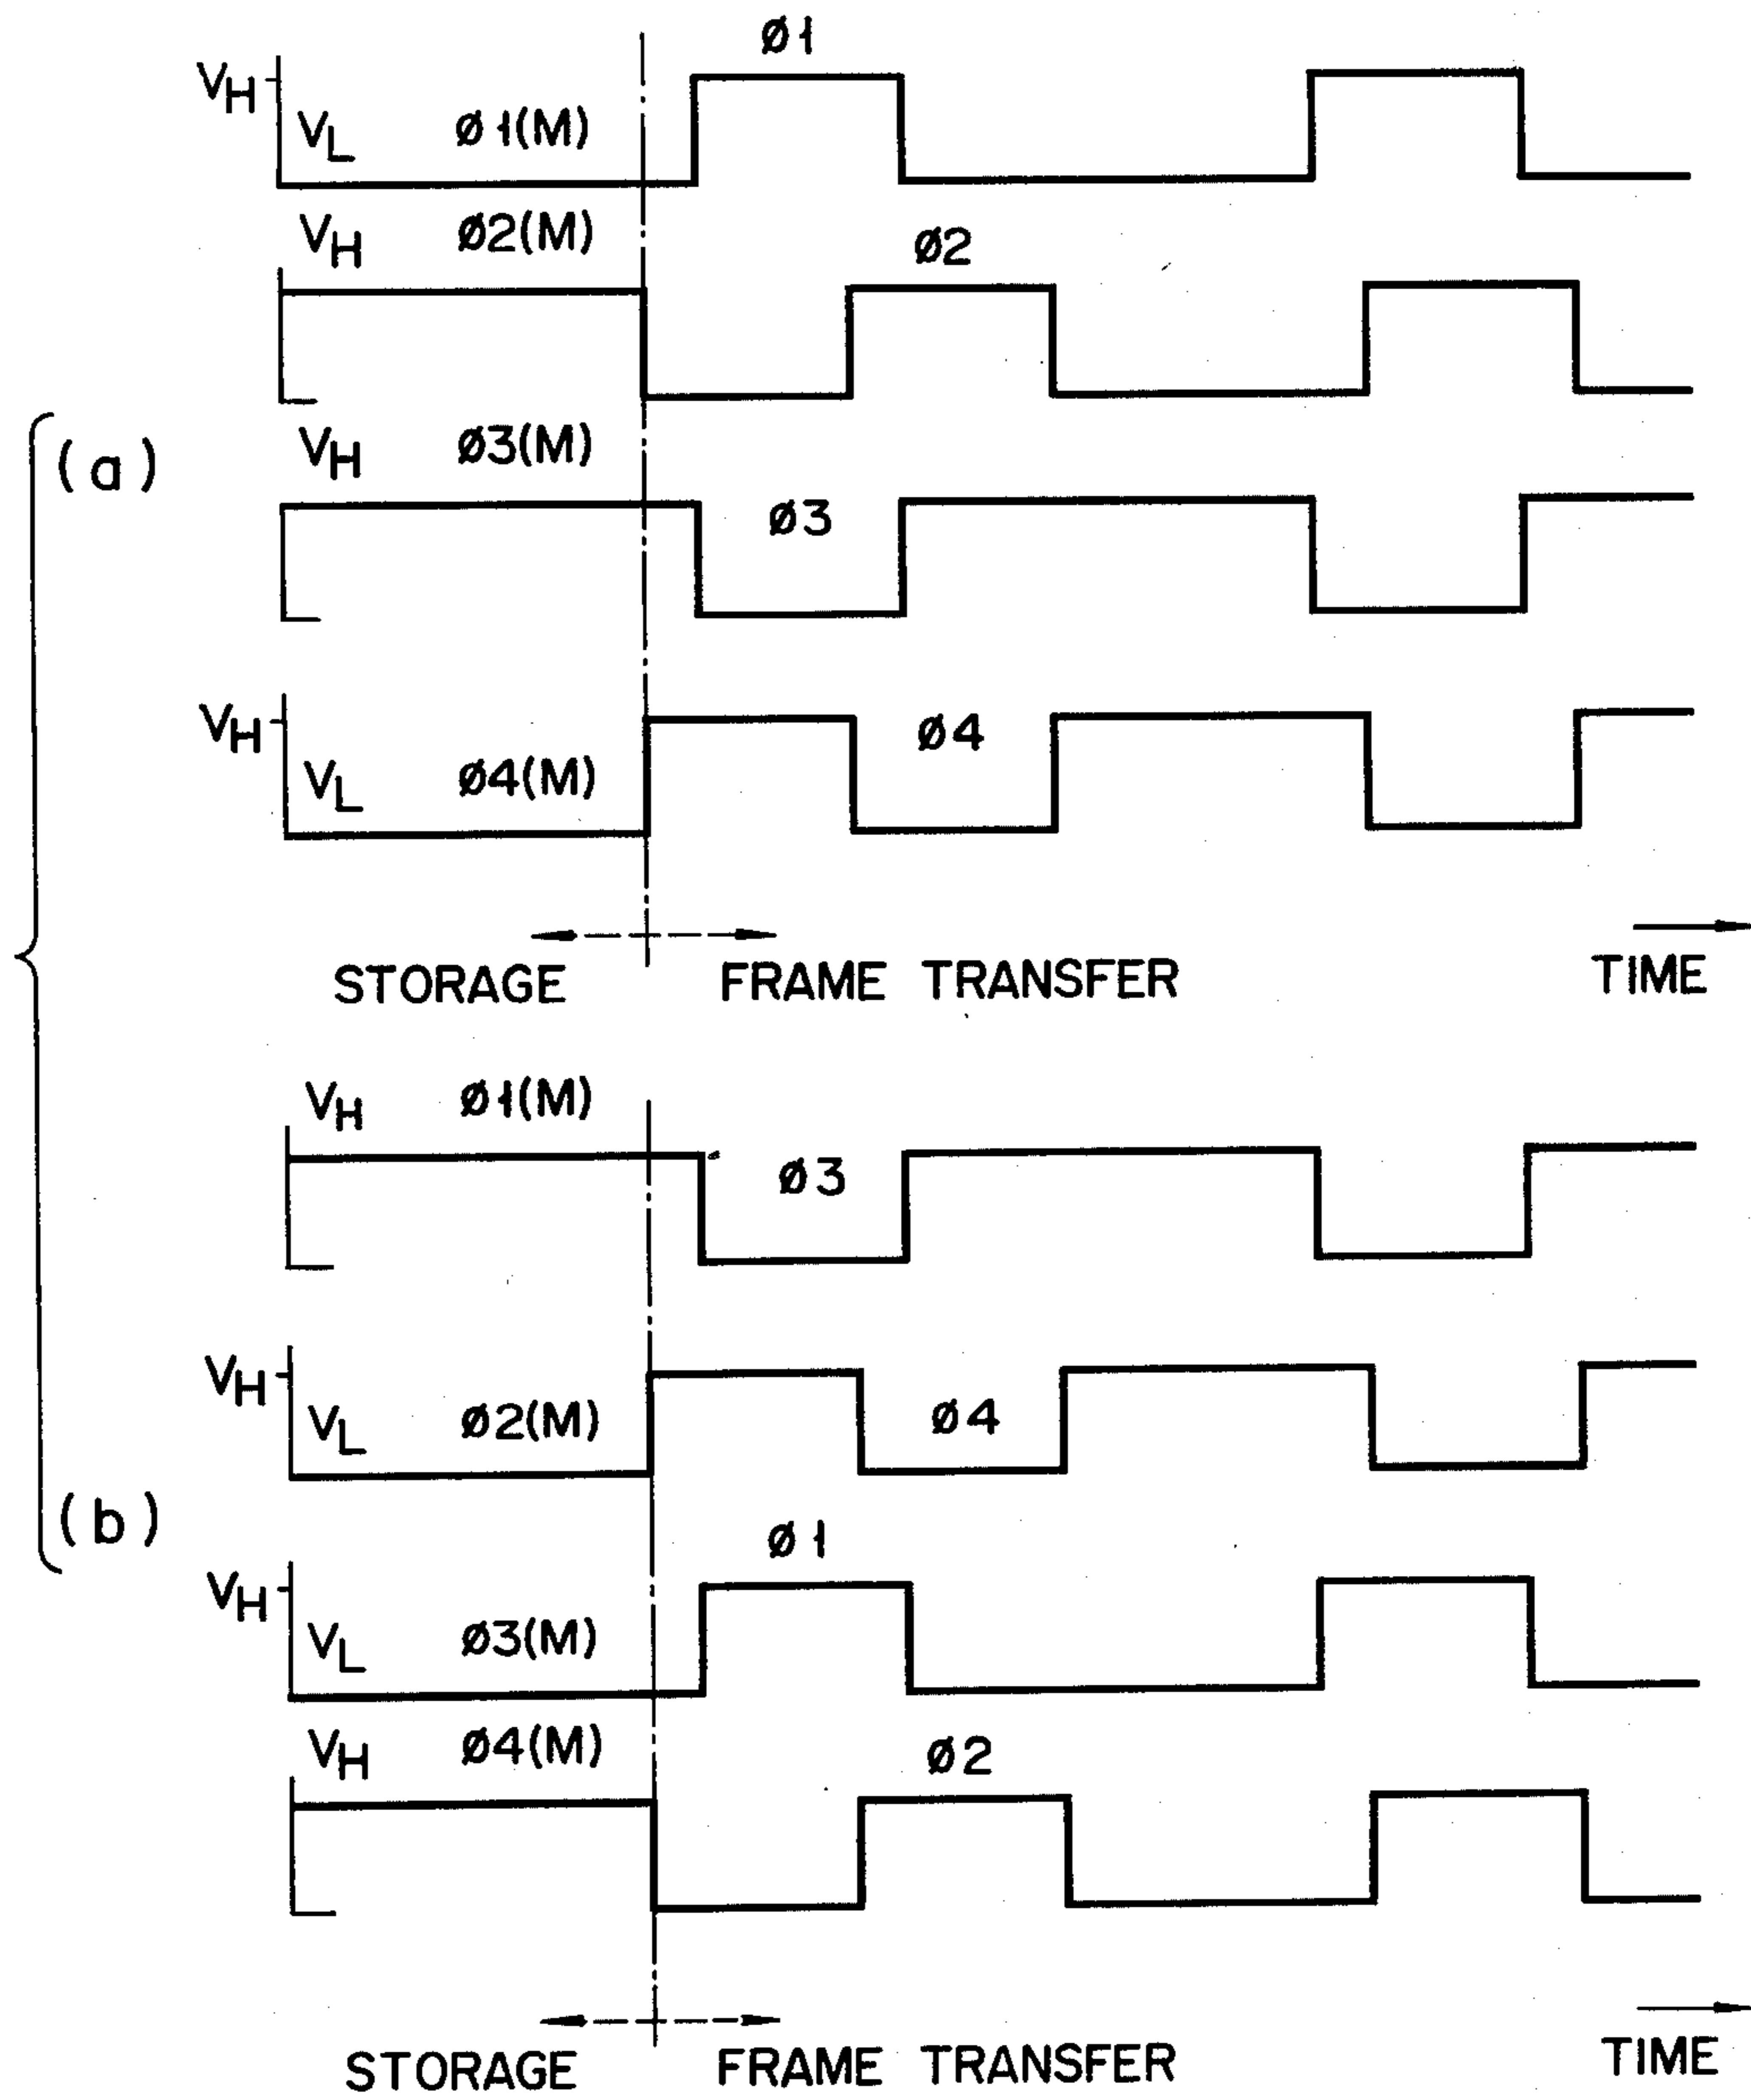 ø1
VH
VL ø1(M)
VH ø2(M)
ø2
(a)
VH ø3(M)
ø3
VH
ø4
VL ø4(M)
STORAGE FRAME TRANSFER TIME
VH ø1(M)
ø3
VH
VL ø2(M) ø4
(b)
ø1
VH
VL ø3(M)
VH ø4(M) ø2
STORAGE FRAME TRANSFER TIME